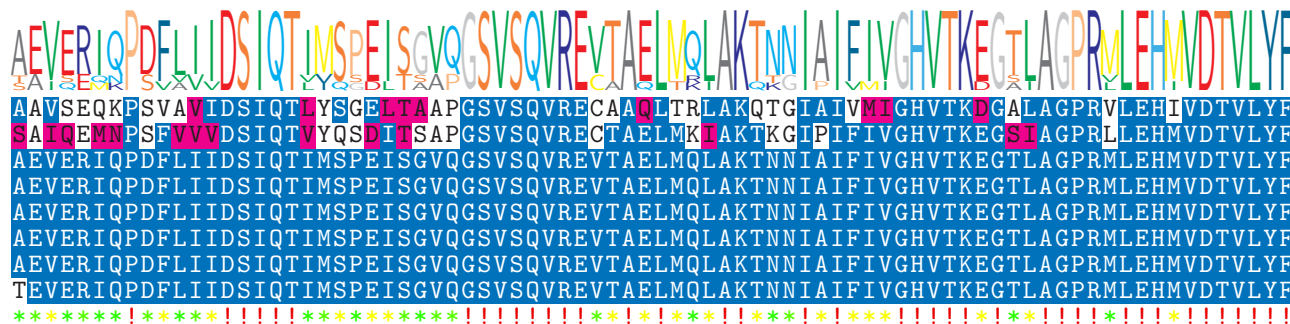 AEVERIQPDFLIIDSIQTIMSPEISGVQGSVSQVREVTAELMQLAKTNNIAIFIVGHVTKEGTLAGPRMLEHMVDTVLYF
AAVSEQKPSVAVIDSIQTLYSGELTAAPGSVSQVRECAAQLTRLAKQTGIAIVMIGHVTKDGALAGPRVLEHIVDTVLYF
SAIQEMNPSFVVVDSIQTVYQSDITSAPGSVSQVRECTAELMKIAKTKGIPIFIVGHVTKEGSIAGPRLLEHMVDTVLYF
AEVERIQPDFLIIDSIQTIMSPEISGVQGSVSQVREVTAELMQLAKTNNIAIFIVGHVTKEGTLAGPRMLEHMVDTVLYF
AEVERIQPDFLIIDSIQTIMSPEISGVQGSVSQVREVTAELMQLAKTNNIAIFIVGHVTKEGTLAGPRMLEHMVDTVLYF
AEVERIQPDFLIIDSIQTIMSPEISGVQGSVSQVREVTAELMQLAKTNNIAIFIVGHVTKEGTLAGPRMLEHMVDTVLYF
AEVERIQPDFLIIDSIQTIMSPEISGVQGSVSQVREVTAELMQLAKTNNIAIFIVGHVTKEGTLAGPRMLEHMVDTVLYF
AEVERIQPDFLIIDSIQTIMSPEISGVQGSVSQVREVTAELMQLAKTNNIAIFIVGHVTKEGTLAGPRMLEHMVDTVLYF
TEVERIQPDFLIIDSIQTIMSPEISGVQGSVSQVREVTAELMQLAKTNNIAIFIVGHVTKEGTLAGPRMLEHMVDTVLYF
*******!*****!!!!!**********!!!!!!!!**!*!***!!***!*!***!!!!!*!**!!!!*!!!*!!!!!!!